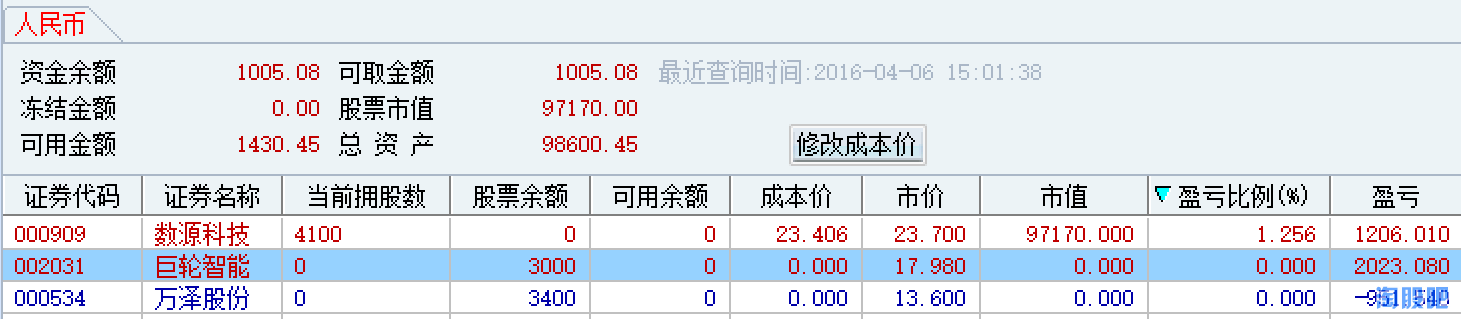 人民币
资金余额 1005.08 可取金额 1005.08 最近查询时间:2016-04-06 15:01:38
冻结金额 0.00 股票市值 97170.00
可用金额 1430.45 总 资 产 98600.45 修改成本价
证券代码 证券名称 当前拥股数 股票余额 可用余额 成本价 市价 市值 ▼盈亏比例(%) 盈亏
000909 数源科技 4100 0 0 23.406 23.700 97170.000 1.256 1206.010
002031 巨轮智能 0 3000 0 0.000 17.980 0.000 0.000 2023.080
000534 万泽股份 0 3400 0 0.000 13.600 0.000 0.000
淘股吧